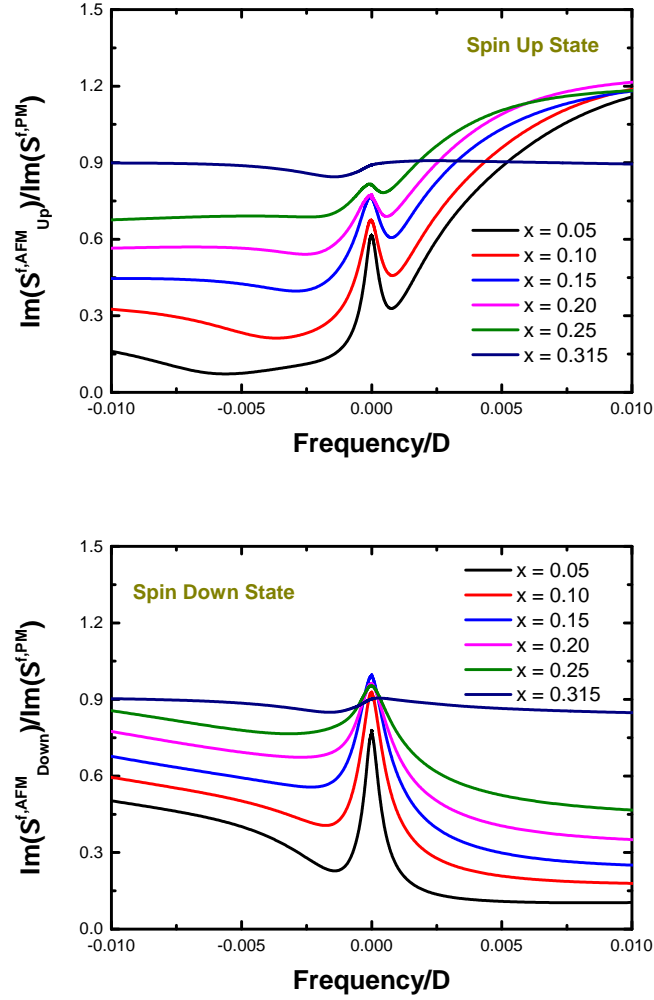 1.5
1.2
0.9
0.6
0.3
0.0
Im(S^{f,AFM}_{Up})/Im(S^{f,PM})
Spin Up State
x = 0.05
x = 0.10
x = 0.15
x = 0.20
x = 0.25
x = 0.315
-0.010 -0.005 0.000 0.005 0.010
Frequency/D
1.5
1.2
0.9
0.6
0.3
0.0
Im(S^{f,AFM}_{Down})/Im(S^{f,PM})
Spin Down State
x = 0.05
x = 0.10
x = 0.15
x = 0.20
x = 0.25
x = 0.315
-0.010 -0.005 0.000 0.005 0.010
Frequency/D